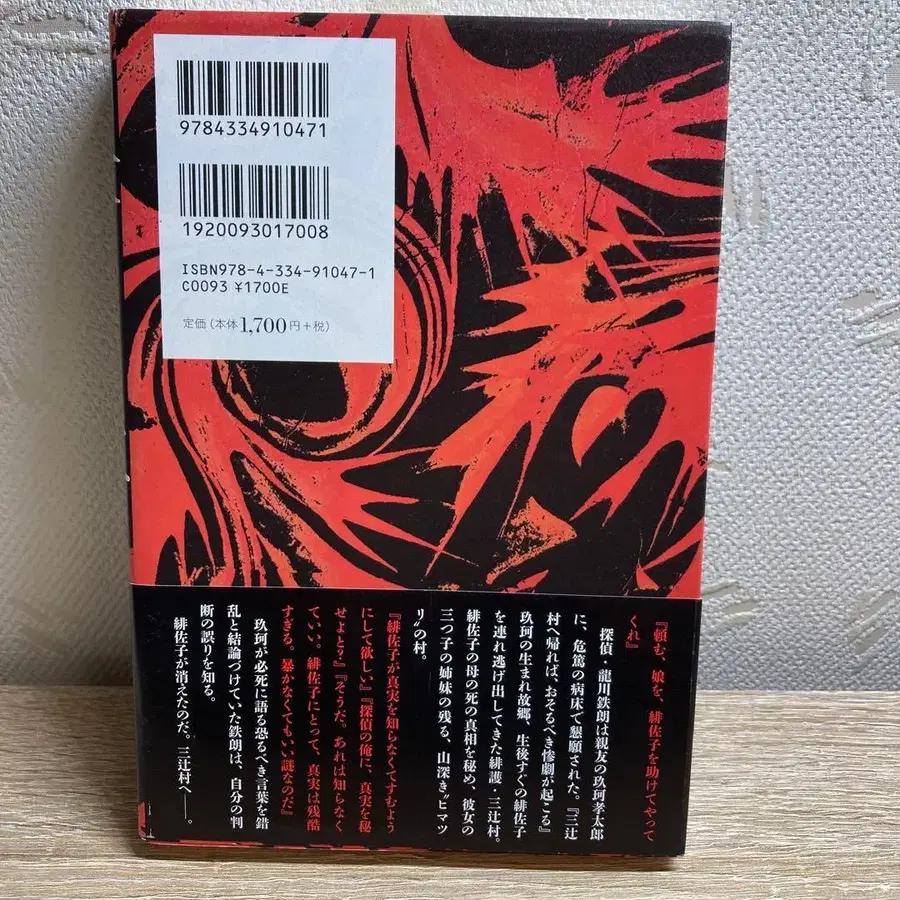 9784334910471
1920093017008
ISBN978-4-334-91047-1
C0093 ¥1700E
定価(本体1,700円+税)
『頼む、娘を、緋佐子を助けてやって
くれ』
探偵・龍川鉄朗は親友の玖珂孝太郎
に、危篤の病床で懇願された。『三辻
村へ帰れば、おそるべき惨劇が起こる』
玖珂の生まれ故郷、生後すぐの緋佐子
を連れ逃げ出してきた緋護・三辻村。
緋佐子の母の死の真相を秘め、彼女の
三つ子の姉妹の残る、山深き〝ヒマツ
リ〟の村。
『緋佐子が真実を知らなくてすむよう
にして欲しい』『探偵の俺に、真実を秘
せよと?』『そうだ、あれは知らなく
ていい。緋佐子にとって、真実は残酷
すぎる。暴かなくてもいい謎なのだ』
玖珂が必死に語る恐るべき言葉を錯
乱と結論づけていた鉄朗は、自分の判
断の誤りを知る。
緋佐子が消えたのだ。三辻村へ――。